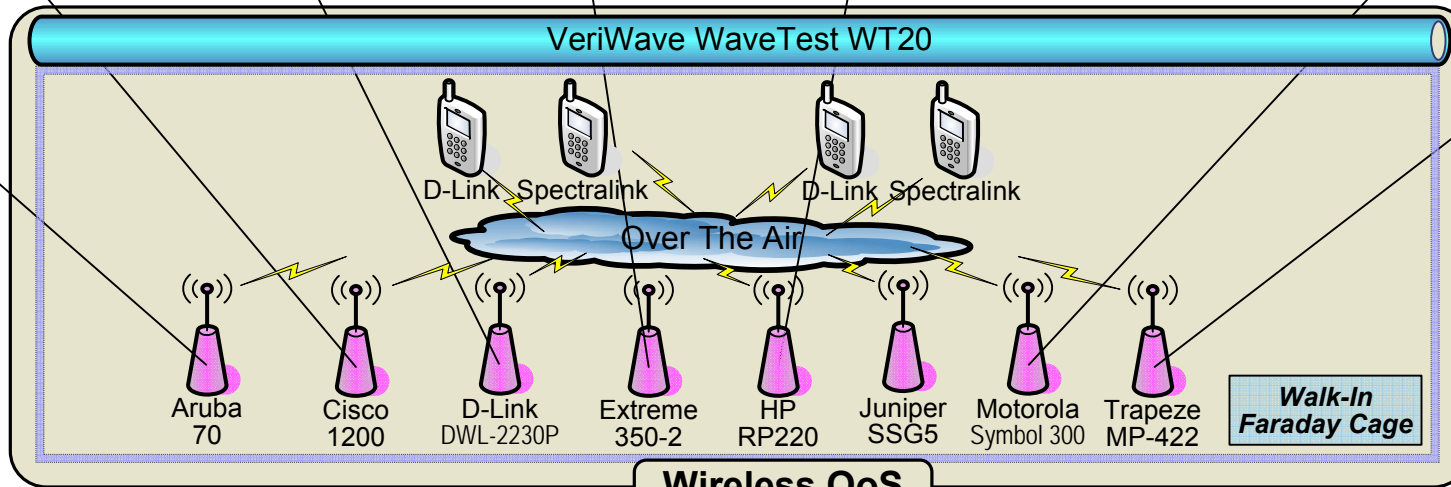 VeriWave WaveTest WT20
D-Link Spectralink D-Link Spectralink
Over The Air
Aruba
70
Cisco
1200
D-Link
DWL-2230P
Extreme
350-2
HP
RP220
Juniper
SSG5
Motorola
Symbol 300
Trapeze
MP-422
Walk-In
Faraday Cage
Wireless QoS